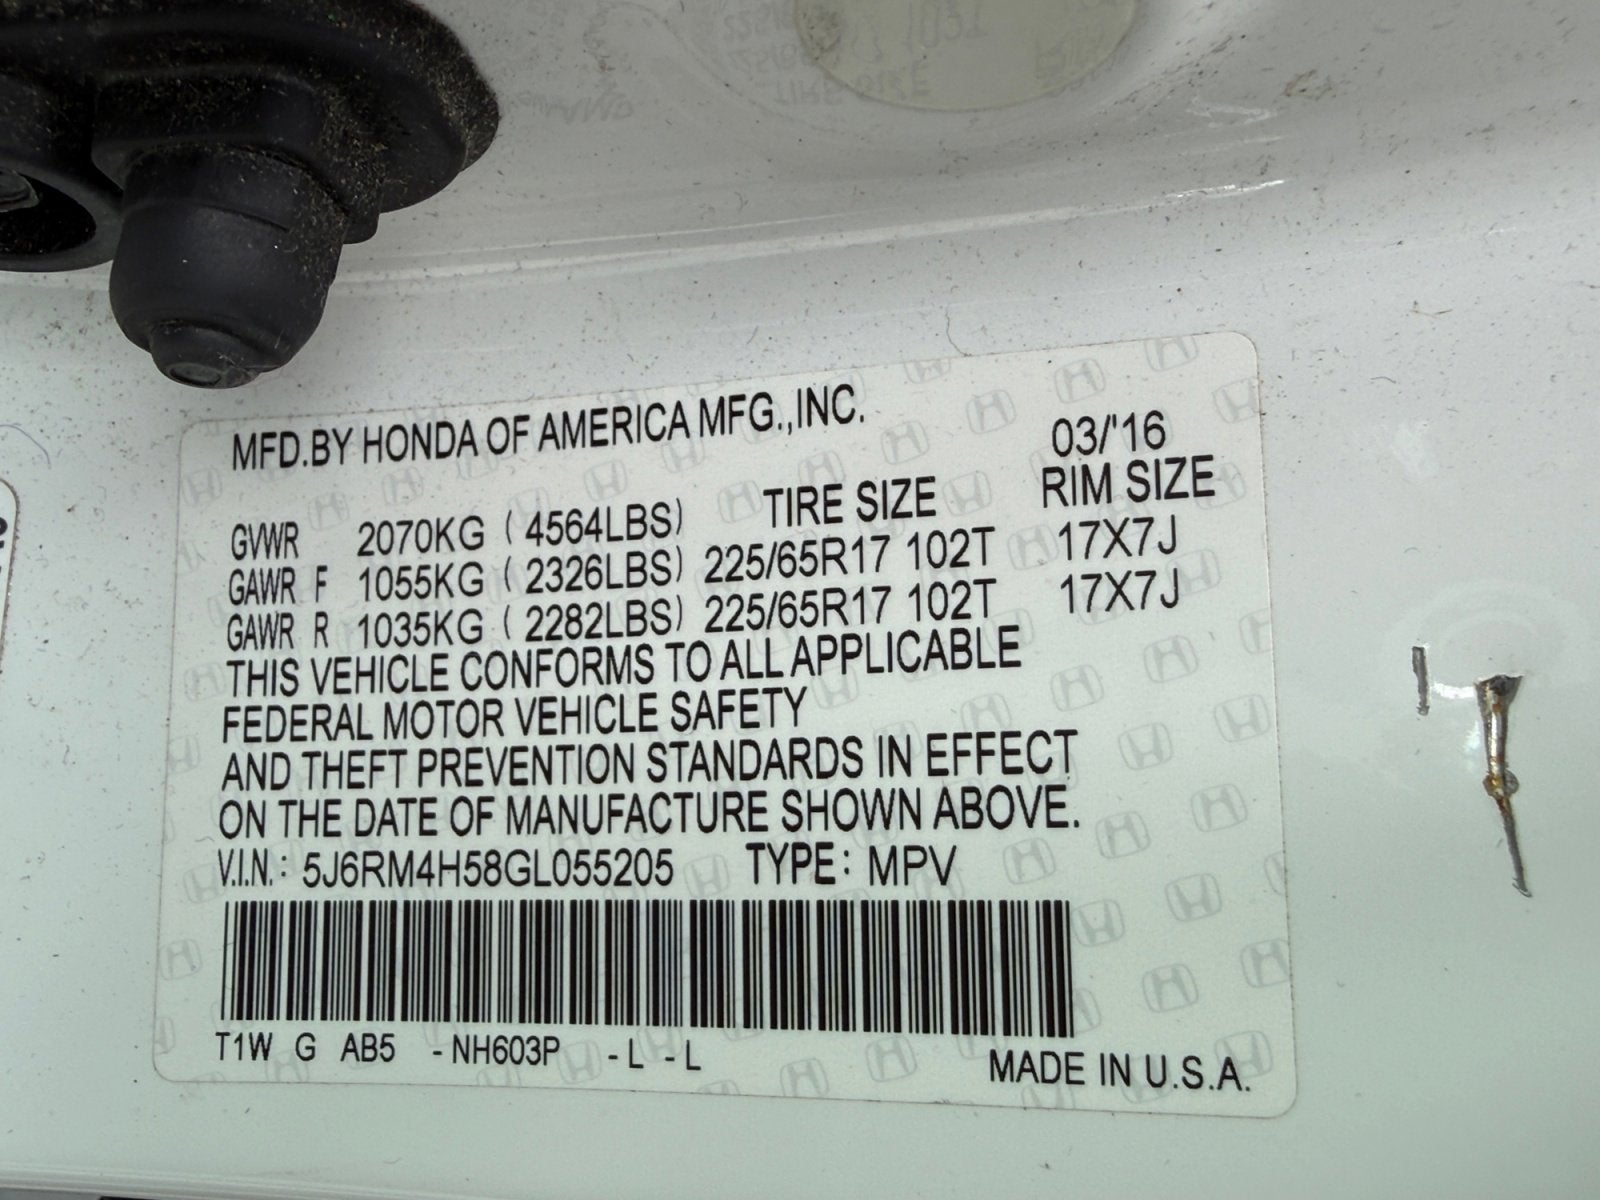 MFD.BY HONDA OF AMERICA MFG.,INC. 03/'16
TIRE SIZE RIM SIZE
GVWR 2070KG ( 4564LBS)
GAWR F 1055KG ( 2326LBS) 225/65R17 102T 17X7J
GAWR R 1035KG ( 2282LBS) 225/65R17 102T 17X7J
THIS VEHICLE CONFORMS TO ALL APPLICABLE
FEDERAL MOTOR VEHICLE SAFETY
AND THEFT PREVENTION STANDARDS IN EFFECT
ON THE DATE OF MANUFACTURE SHOWN ABOVE.
V.I.N.: 5J6RM4H58GL055205 TYPE: MPV
T1W G AB5 -NH603P -L -L
MADE IN U.S.A.